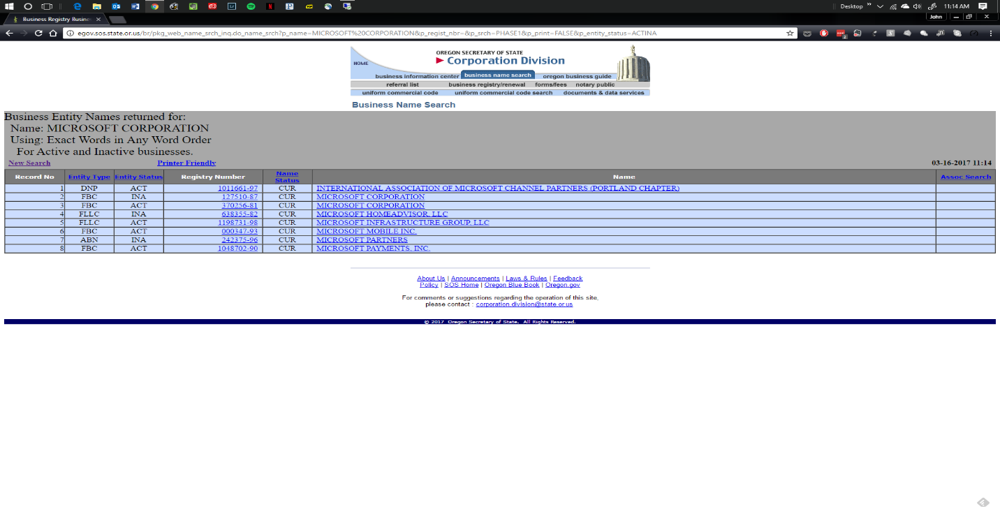 Desktop
11:14 AM
Business Registry Busine
John
egov.sos.state.or.us/br/pkg_web_name_srch_inq.do_name_srch?p_name=MICROSOFT%20CORPORATION&p_regist_nbr=&p_srch=PHASE1&p_print=FALSE&p_entity_status=ACTINA
HOME
OREGON SECRETARY OF STATE
Corporation Division
business information center business name search oregon business guide
referral list business registry/renewal forms/fees notary public
uniform commercial code uniform commercial code search documents & data services
Business Name Search
Business Entity Names returned for:
Name: MICROSOFT CORPORATION
Using: Exact Words in Any Word Order
For Active and Inactive businesses.
New Search Printer Friendly 03-16-2017 11:14
Record No Entity Type Entity Status Registry Number Name Status Name Assoc Search
1 DNP ACT 1011661-97 CUR INTERNATIONAL ASSOCIATION OF MICROSOFT CHANNEL PARTNERS (PORTLAND CHAPTER)
2 FBC INA 127510-87 CUR MICROSOFT CORPORATION
3 FBC ACT 370256-81 CUR MICROSOFT CORPORATION
4 FLLC INA 638355-82 CUR MICROSOFT HOMEADVISOR, LLC
5 FLLC ACT 1198731-98 CUR MICROSOFT INFRASTRUCTURE GROUP, LLC
6 FBC ACT 000347-93 CUR MICROSOFT MOBILE INC.
7 ABN INA 242375-96 CUR MICROSOFT PARTNERS
8 FBC ACT 1048702-90 CUR MICROSOFT PAYMENTS, INC.
About Us | Announcements | Laws & Rules | Feedback
Policy | SOS Home | Oregon Blue Book | Oregon.gov
For comments or suggestions regarding the operation of this site,
please contact : corporation.division@state.or.us
© 2017 Oregon Secretary of State. All Rights Reserved.